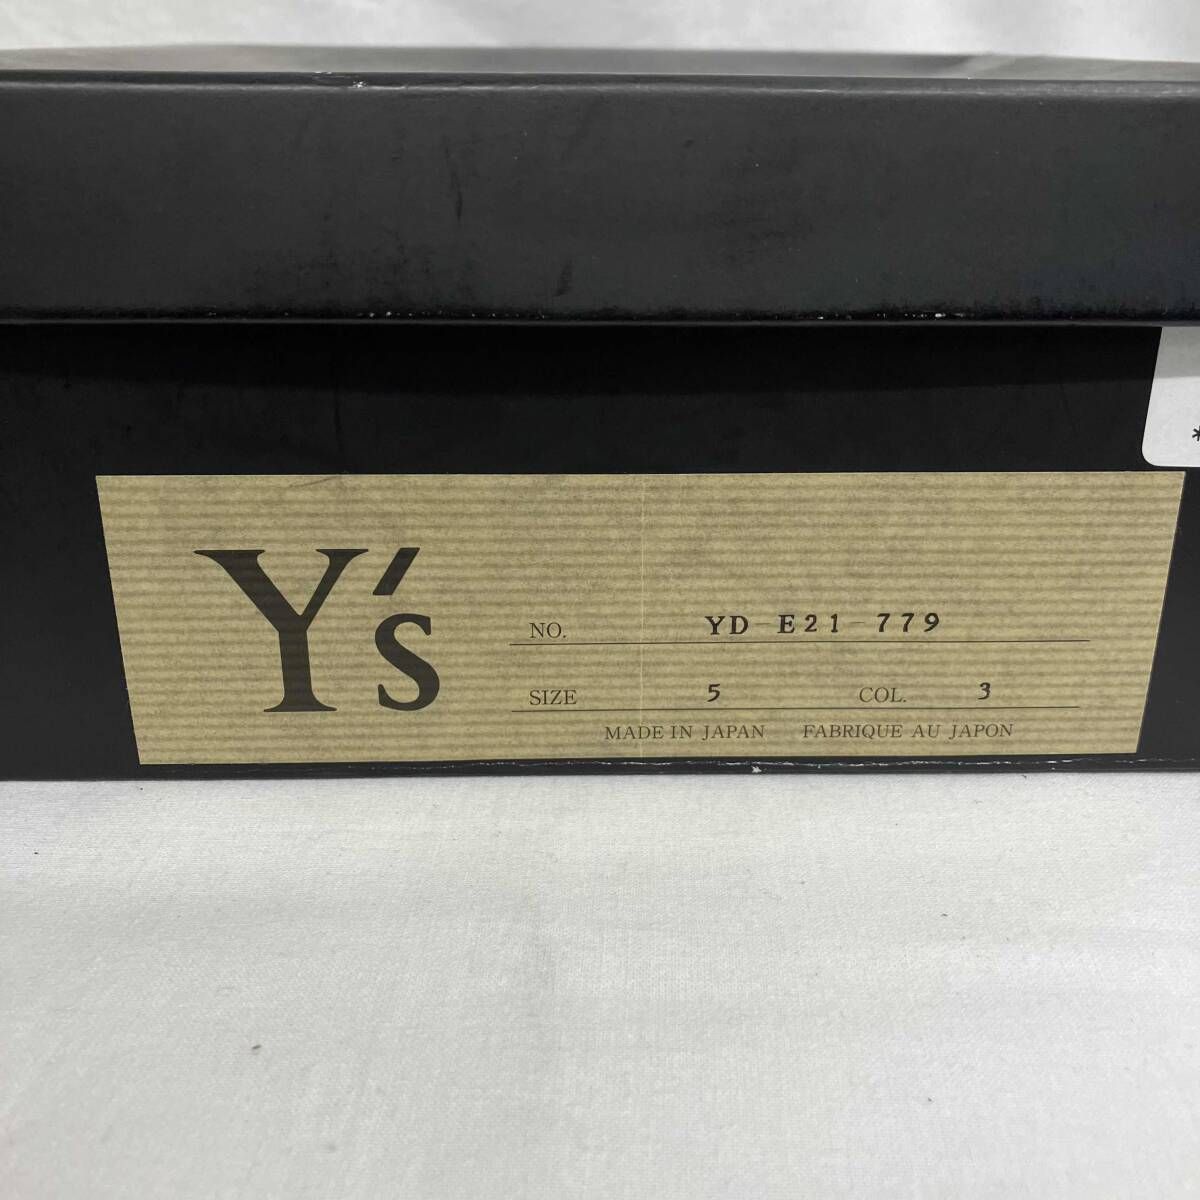 Y's
NO. YD-E21-779
SIZE 5 COL. 3
MADE IN JAPAN FABRIQUE AU JAPON
*